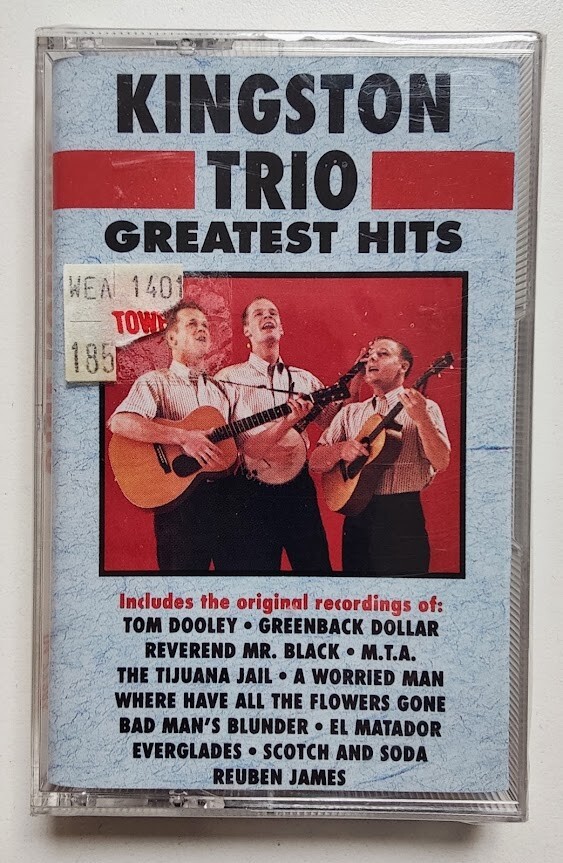 KINGSTON
TRIO
GREATEST HITS
WEA 1401
185
Includes the original recordings of:
TOM DOOLEY • GREENBACK DOLLAR
REVEREND MR. BLACK • M.T.A.
THE TIJUANA JAIL • A WORRIED MAN
WHERE HAVE ALL THE FLOWERS GONE
BAD MAN'S BLUNDER • EL MATADOR
EVERGLADES • SCOTCH AND SODA
REUBEN JAMES